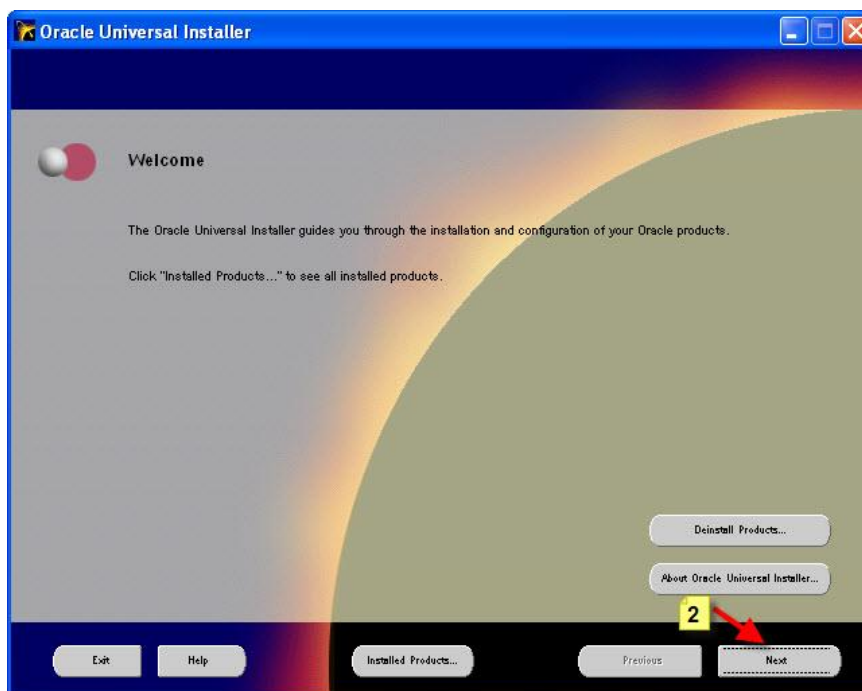 Oracle Universal Installer
Welcome
The Oracle Universal Installer guides you through the installation and configuration of your Oracle products.
Click "Installed Products..." to see all installed products.
Deinstall Products...
About Oracle Universal Installer...
2
Exit
Help
Installed Products...
Previous
Next